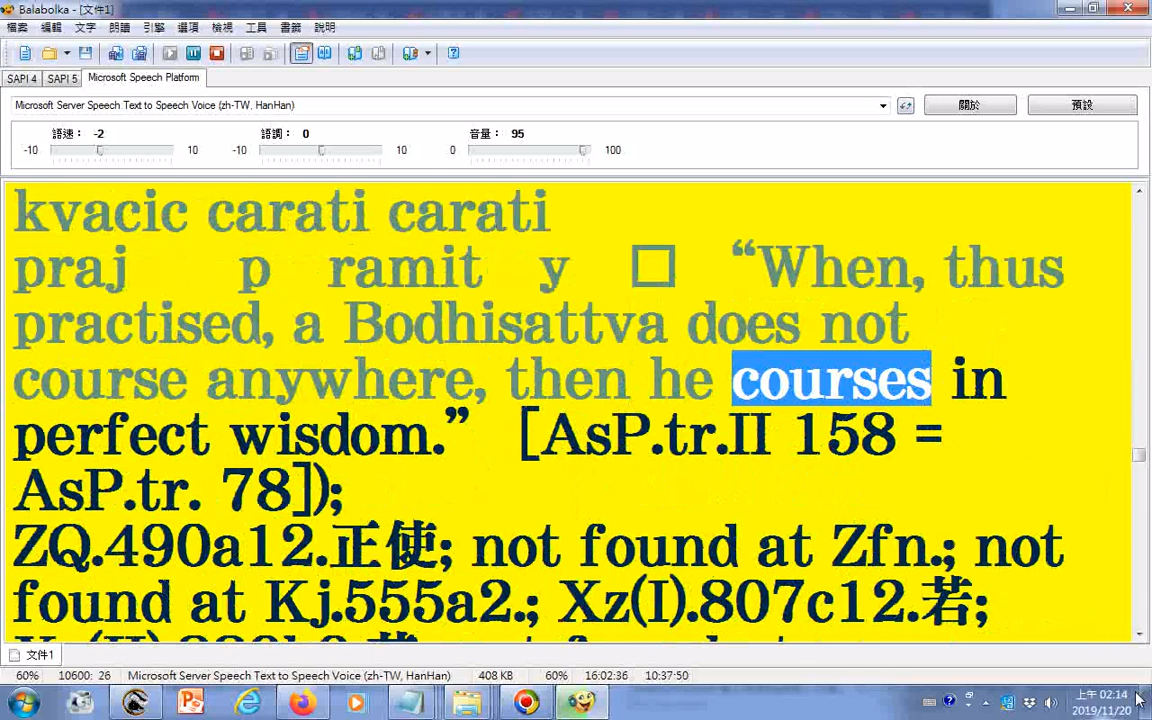 Balabolka - [文件1]
檔案 編輯 文字 朗讀 引擎 選項 檢視 工具 書籤 說明
SAPI 4 SAPI 5 Microsoft Speech Platform
Microsoft Server Speech Text to Speech Voice (zh-TW, HanHan) 關於 預設
語速： -2 語調： 0 音量： 95
-10 10 -10 10 0 100
kvacic carati carati
praj p ramit y □ “When, thus
practised, a Bodhisattva does not
course anywhere, then he courses in
perfect wisdom.” [AsP.tr.II 158 =
AsP.tr. 78]);
ZQ.490a12.正使; not found at Zfn.; not
found at Kj.555a2.; Xz(I).807c12.若;
文件1
60% 10600: 26 Microsoft Server Speech Text to Speech Voice (zh-TW, HanHan) 408 KB 60% 16:02:36 10:37:50
上午 02:14
2019/11/20